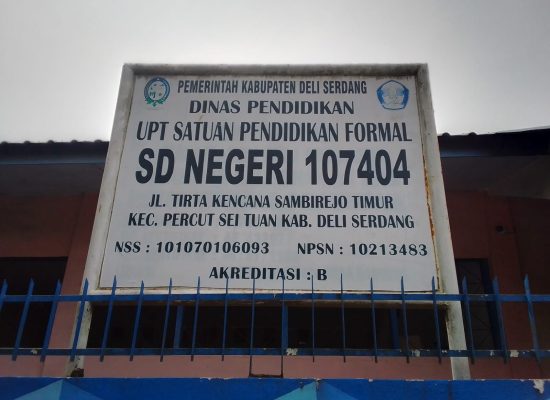 PEMERINTAH KABUPATEN DELI SERDANG
DINAS PENDIDIKAN
UPT SATUAN PENDIDIKAN FORMAL
SD NEGERI 107404
JL. TIRTA KENCANA SAMBIREJO TIMUR
KEC. PERCUT SEI TUAN KAB. DELI SERDANG
NSS : 101070106093 NPSN : 10213483
AKREDITASI : B